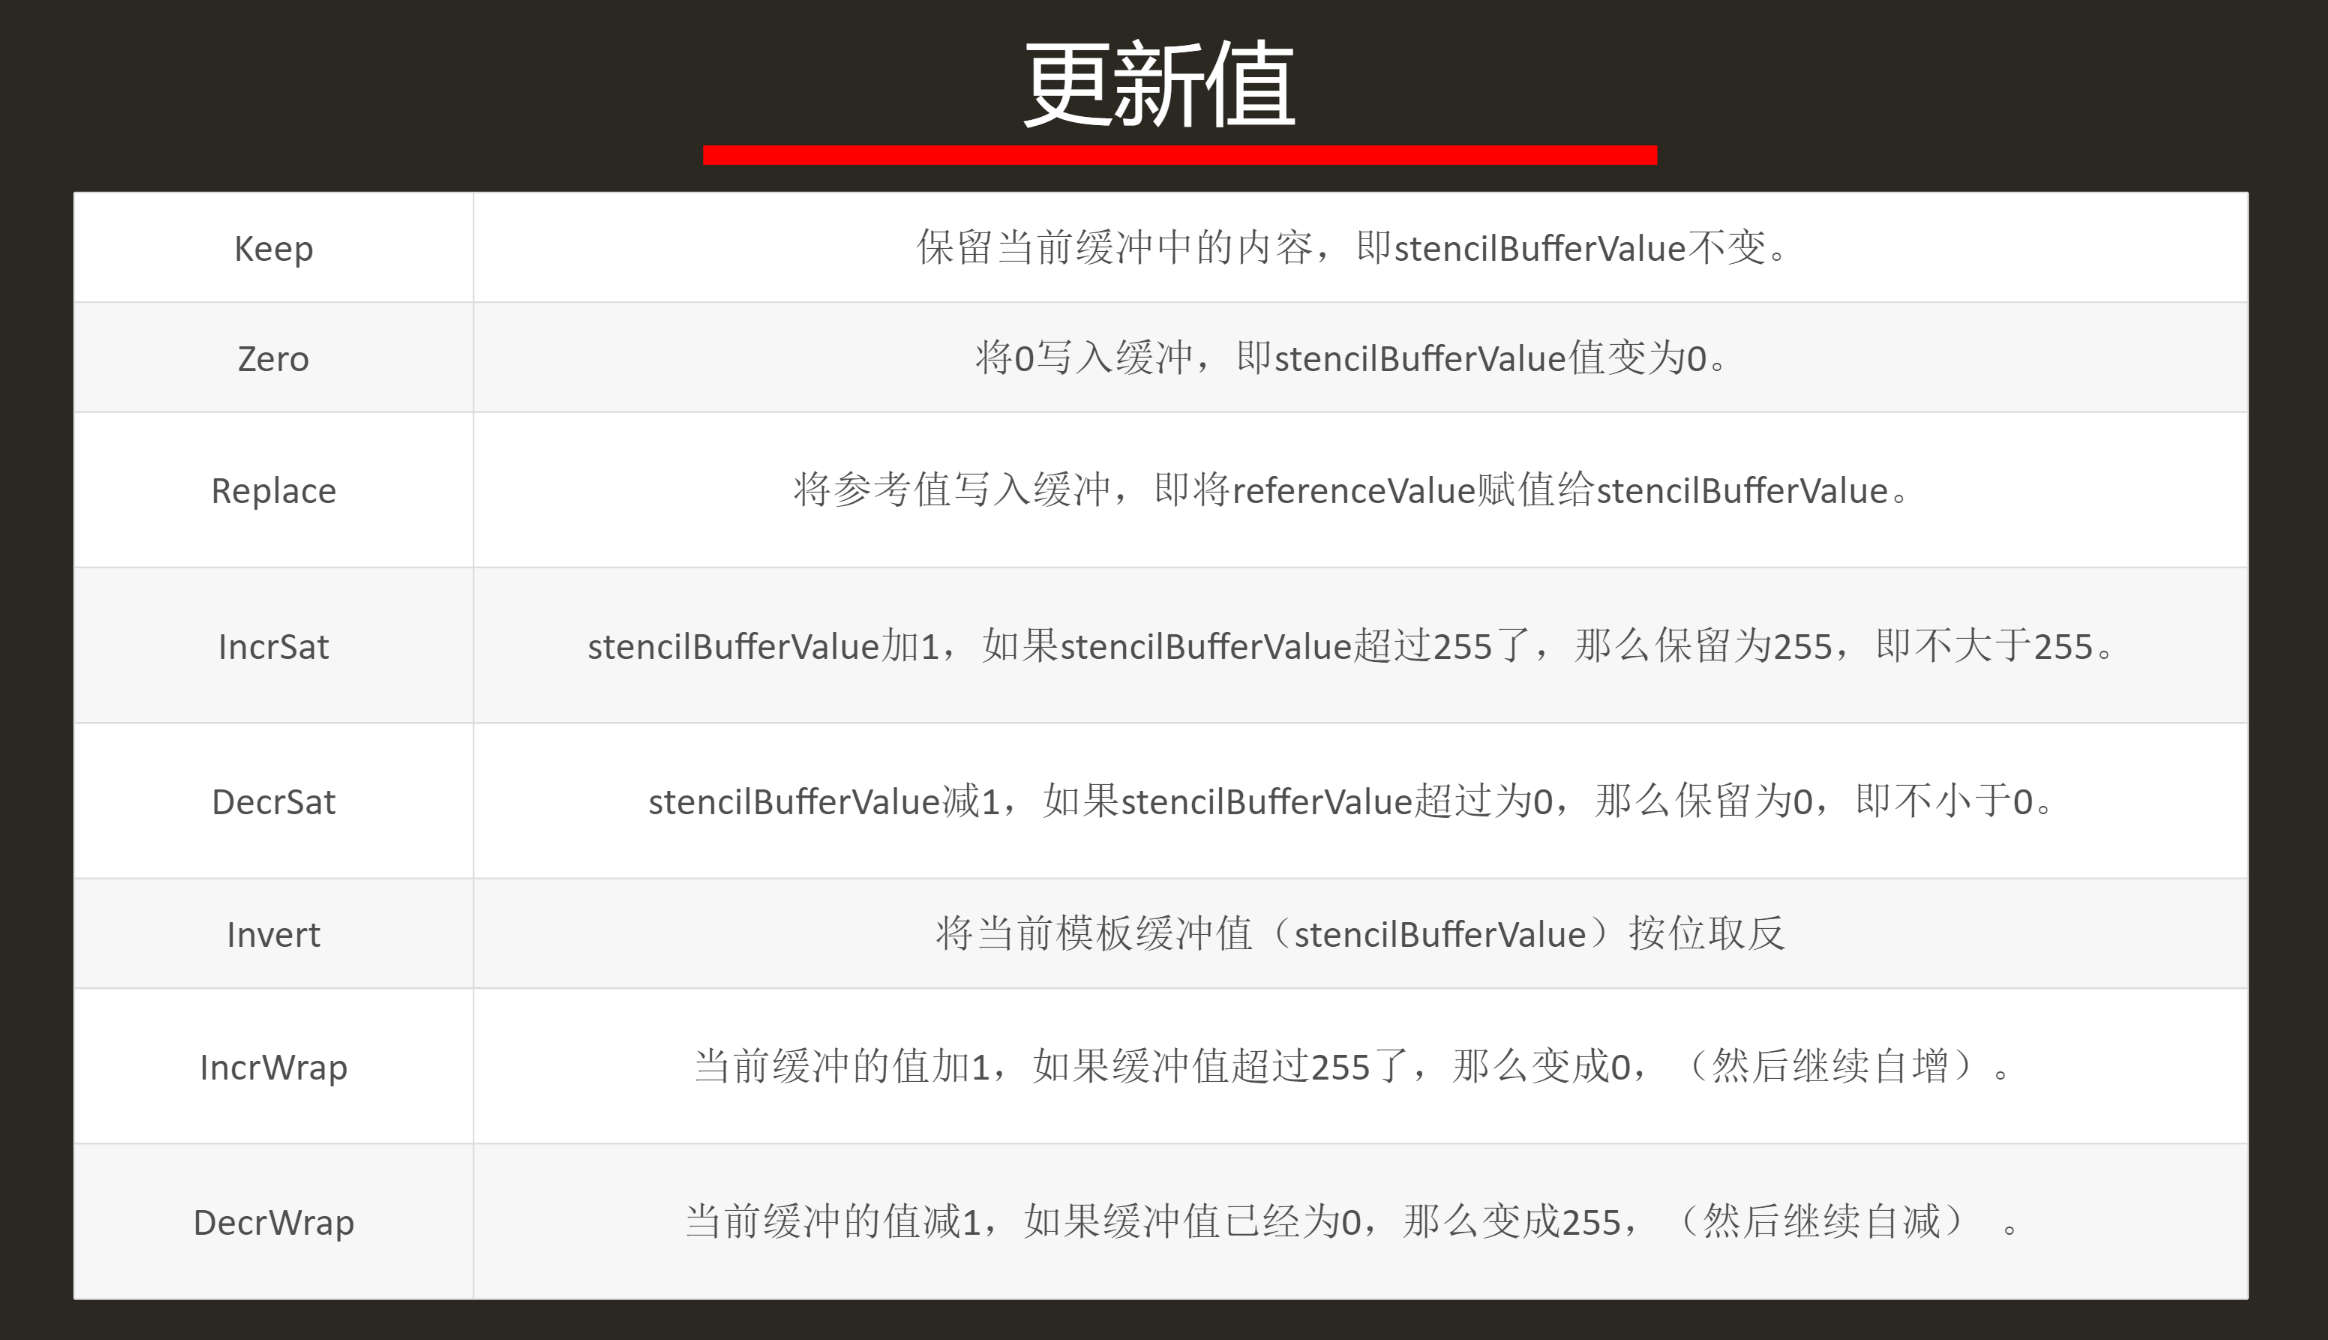 更新值
Keep
保留当前缓冲中的内容，即stencilBufferValue不变。
Zero
将0写入缓冲，即stencilBufferValue值变为0。
Replace
将参考值写入缓冲，即将referenceValue赋值给stencilBufferValue。
IncrSat
stencilBufferValue加1，如果stencilBufferValue超过255了，那么保留为255，即不大于255。
DecrSat
stencilBufferValue减1，如果stencilBufferValue超过为0，那么保留为0，即不小于0。
Invert
将当前模板缓冲值（stencilBufferValue）按位取反
IncrWrap
当前缓冲的值加1，如果缓冲值超过255了，那么变成0，（然后继续自增）。
DecrWrap
当前缓冲的值减1，如果缓冲值已经为0，那么变成255，（然后继续自减） 。